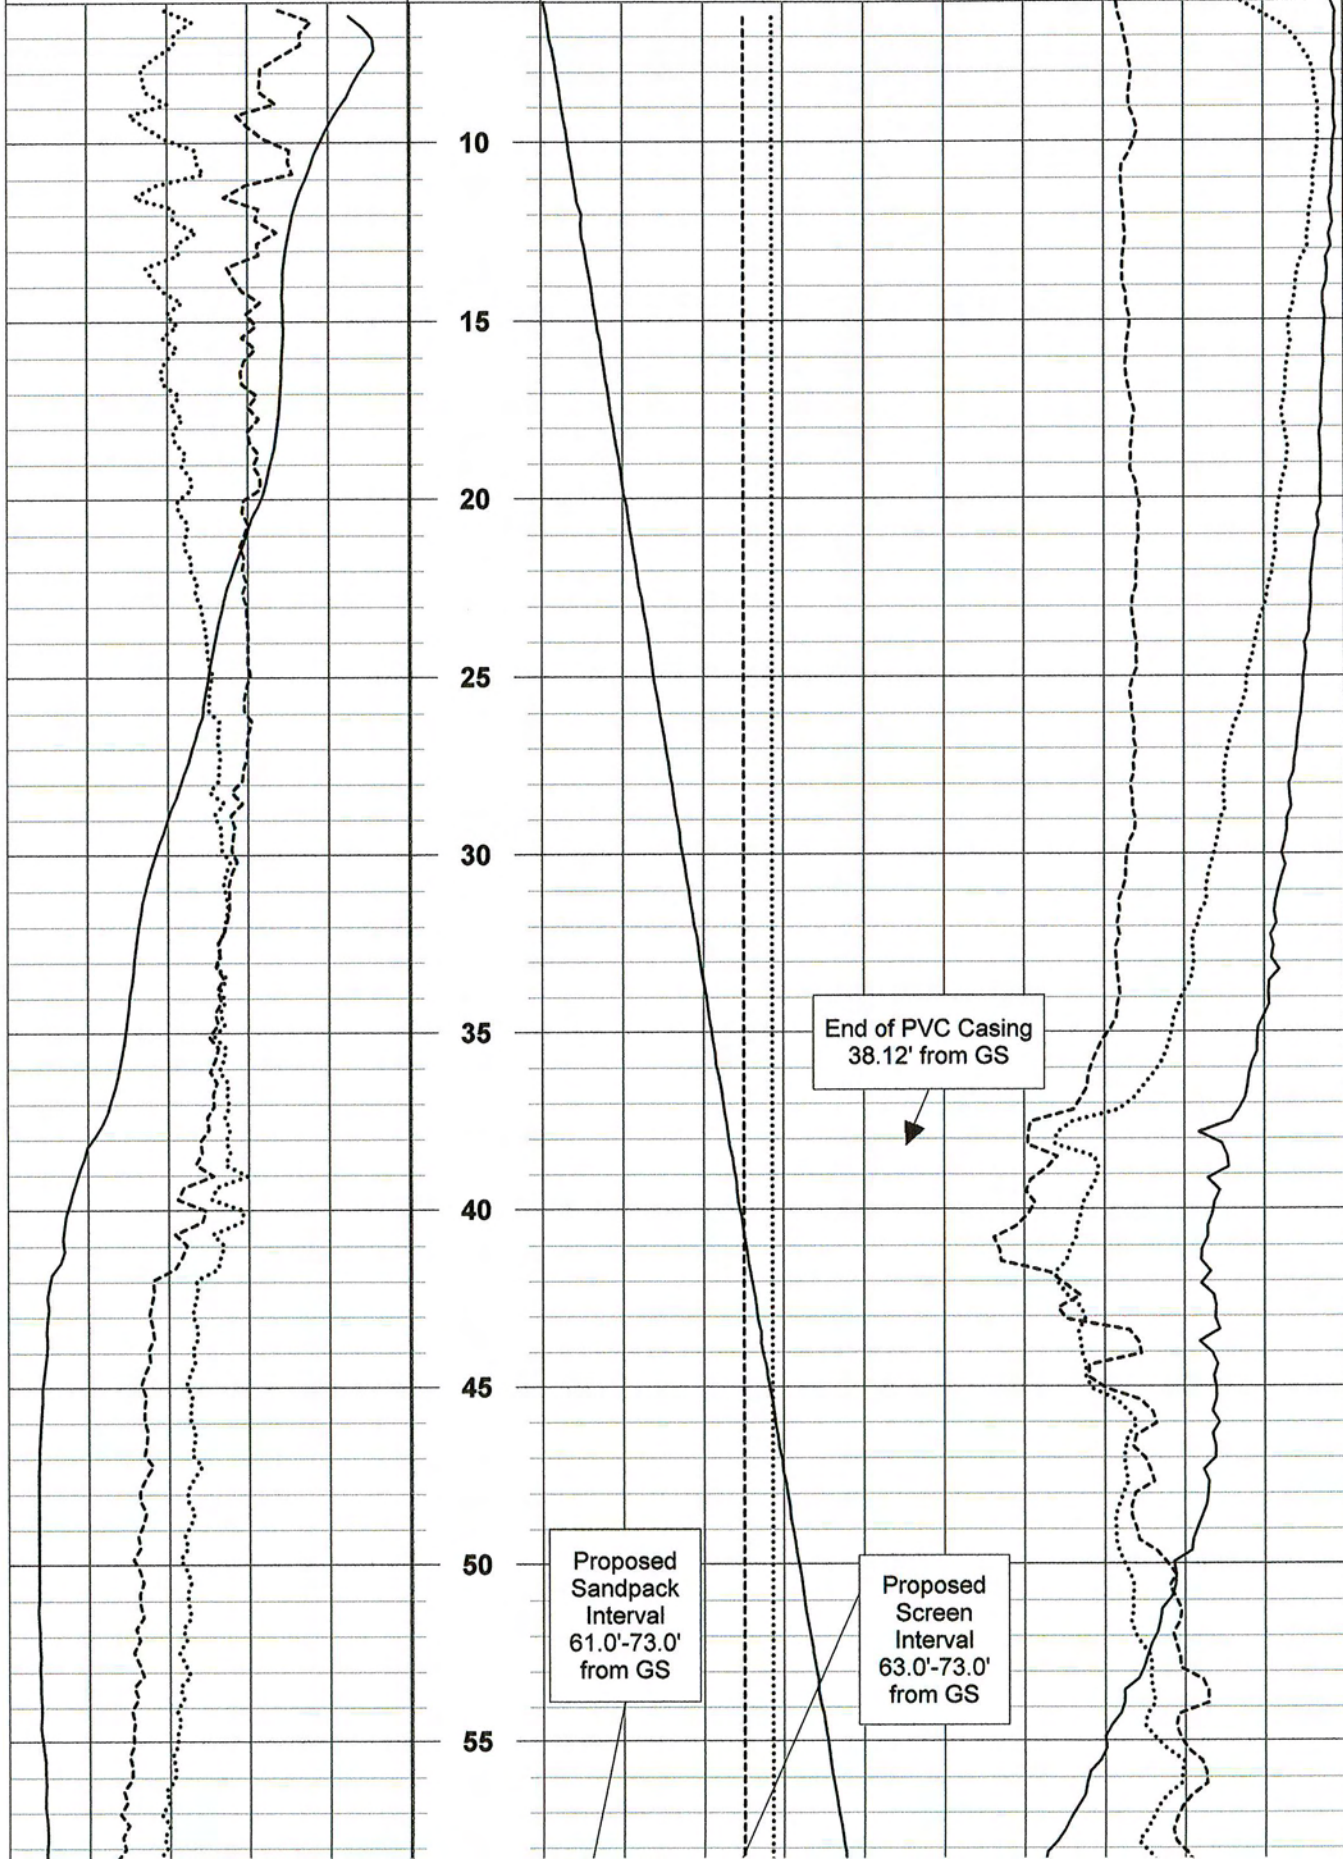 10
15
20
25
30
End of PVC Casing
38.12' from GS
35
40
45
50
Proposed
Sandpack
Interval
61.0'-73.0'
from GS
Proposed
Screen
Interval
63.0'-73.0'
from GS
55